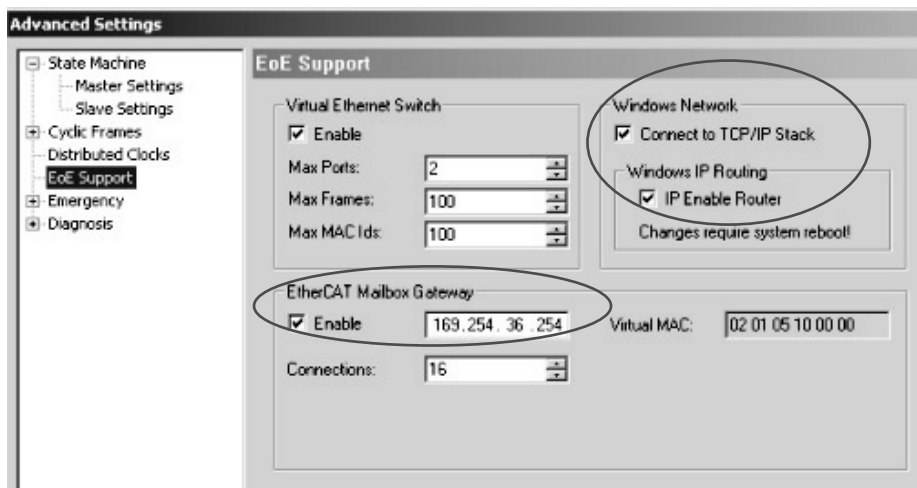 Advanced Settings
State Machine
Master Settings
Slave Settings
Cyclic Frames
Distributed Clocks
EoE Support
Emergency
Diagnosis
EoE Support
Virtual Ethernet Switch
Enable
Max Ports: 2
Max Frames: 100
Max MAC Ids: 100
Windows Network
Connect to TCP/IP Stack
Windows IP Routing
IP Enable Router
Changes require system reboot!
EtherCAT Mailbox Gateway
Enable 169.254.36.254
Virtual MAC: 02 01 05 10 00 00
Connections: 16